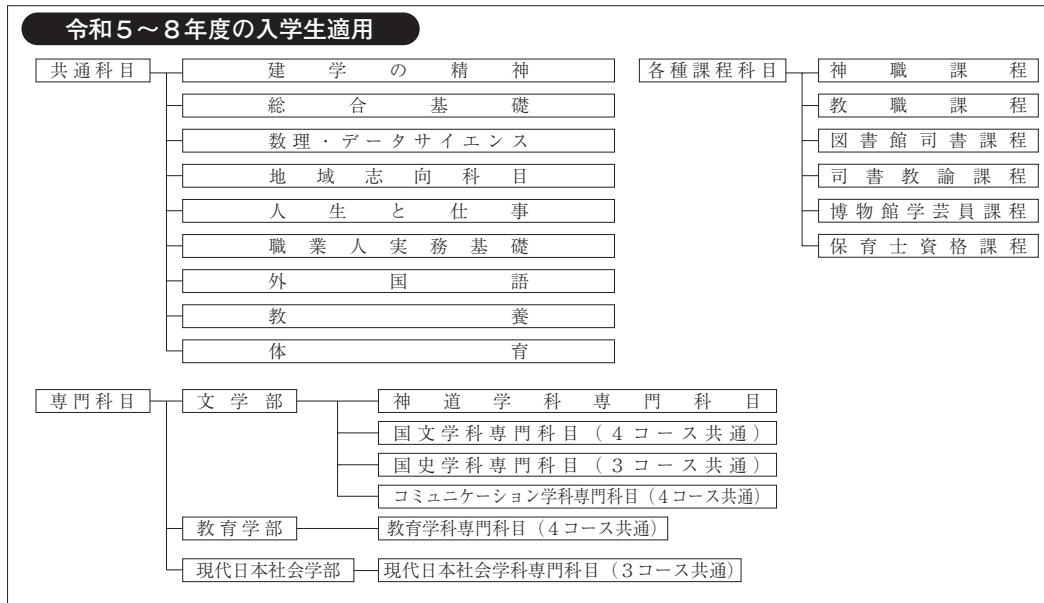 令和5～8年度の入学生適用
共通科目
建学の精神
総合基礎
数理・データサイエンス
地域志向科目
人生と仕事
職業人実務基礎
外国語
教養
体育
各種課程科目
神職課程
教職課程
図書館司書課程
司書教諭課程
博物館学芸員課程
保育士資格課程
専門科目
文学部
神道学科専門科目
国文学科専門科目（4コース共通）
国史学科専門科目（3コース共通）
コミュニケーション学科専門科目（4コース共通）
教育学部
教育学科専門科目（4コース共通）
現代日本社会学部
現代日本社会学科専門科目（3コース共通）